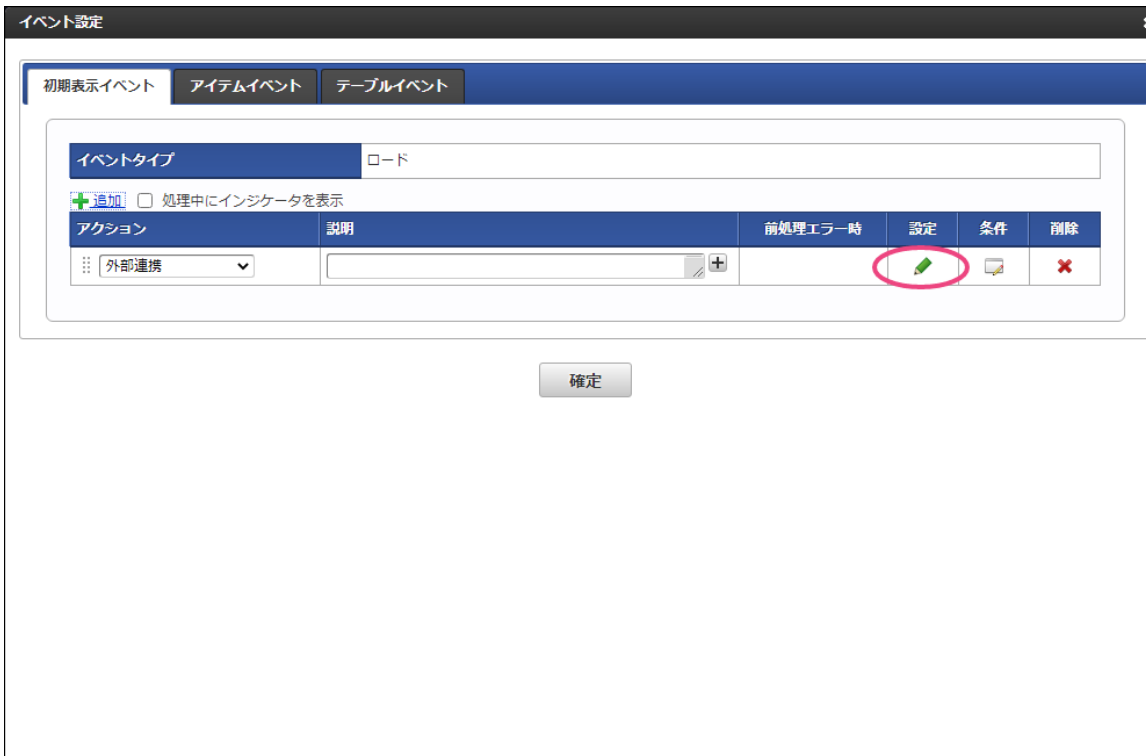 イベント設定
初期表示イベント アイテムイベント テーブルイベント
イベントタイプ ロード
追加 処理中にインジケータを表示
アクション 説明 前処理エラー時 設定 条件 削除
外部連携
確定